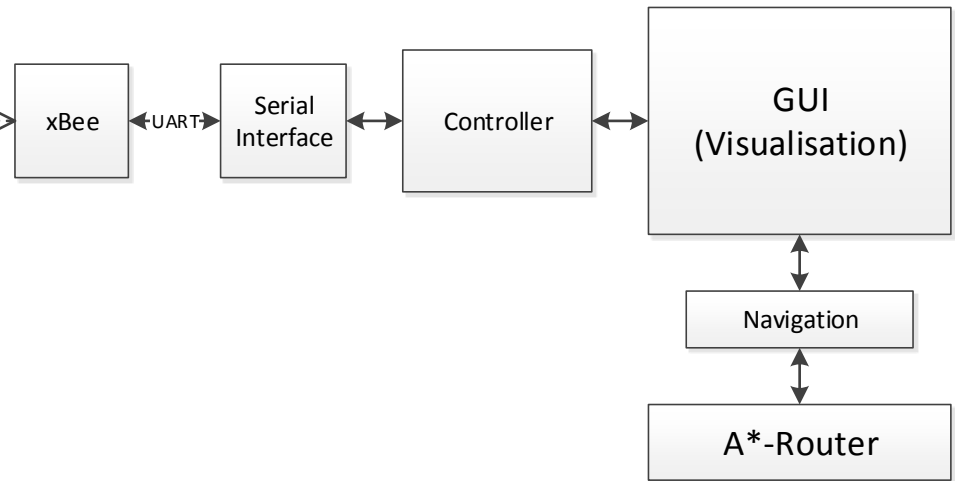 xBee
UART
Serial
Interface
Controller
GUI
(Visualisation)
Navigation
A*-Router